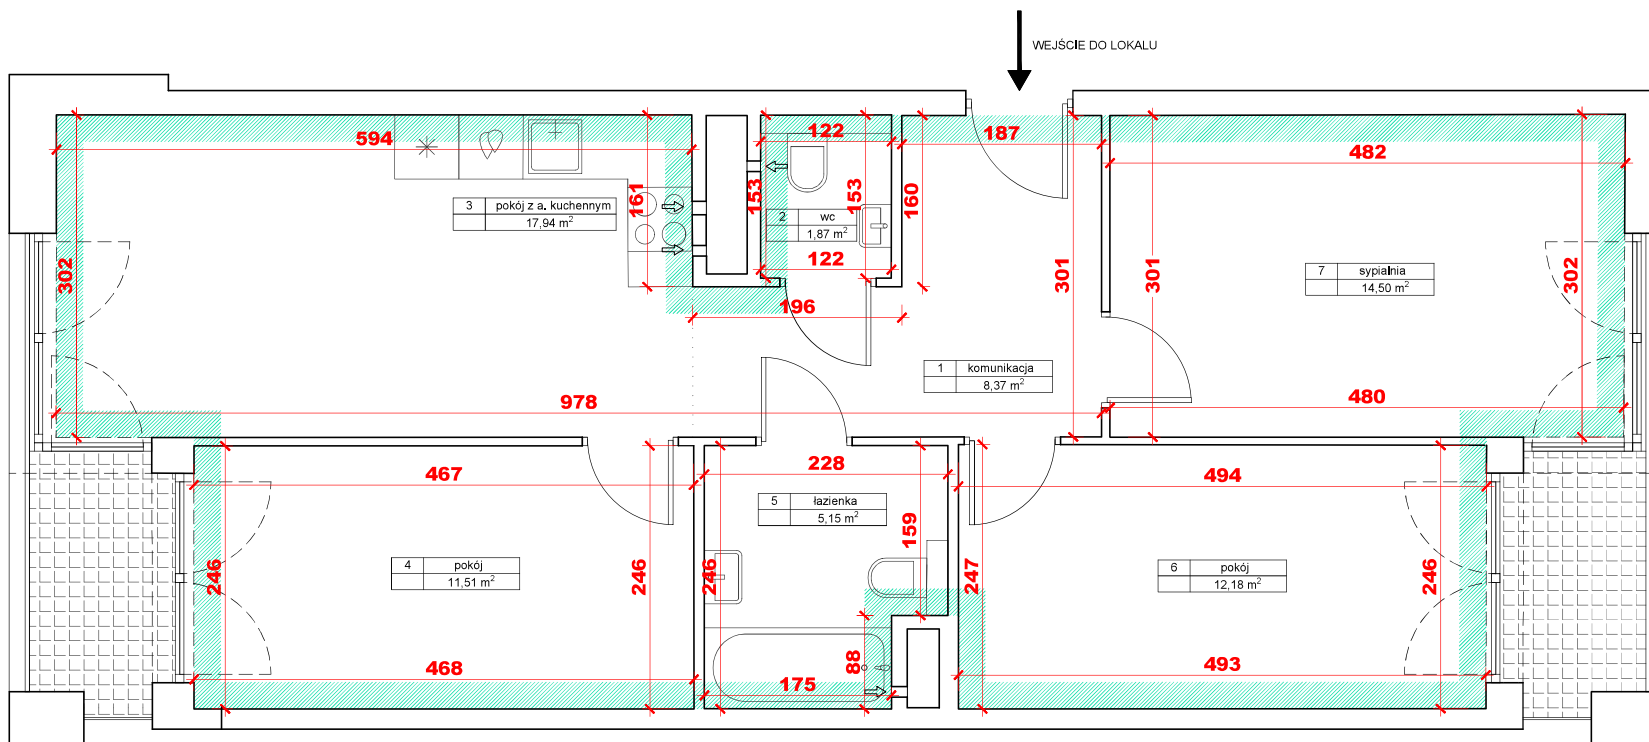 WEJŚCIE DO LOKALU
594
122
187
482
3 pokój z a. kuchennym
17,94 m²
161
153
153
160
2 wc
1,87 m²
122
302
196
301
301
7 sypialnia
14,50 m²
302
1 komunikacja
8,37 m²
978
480
467
228
494
5 łazienka
5,15 m²
159
246
4 pokój
11,51 m²
246
246
247
6 pokój
12,18 m²
246
468
175
88
493